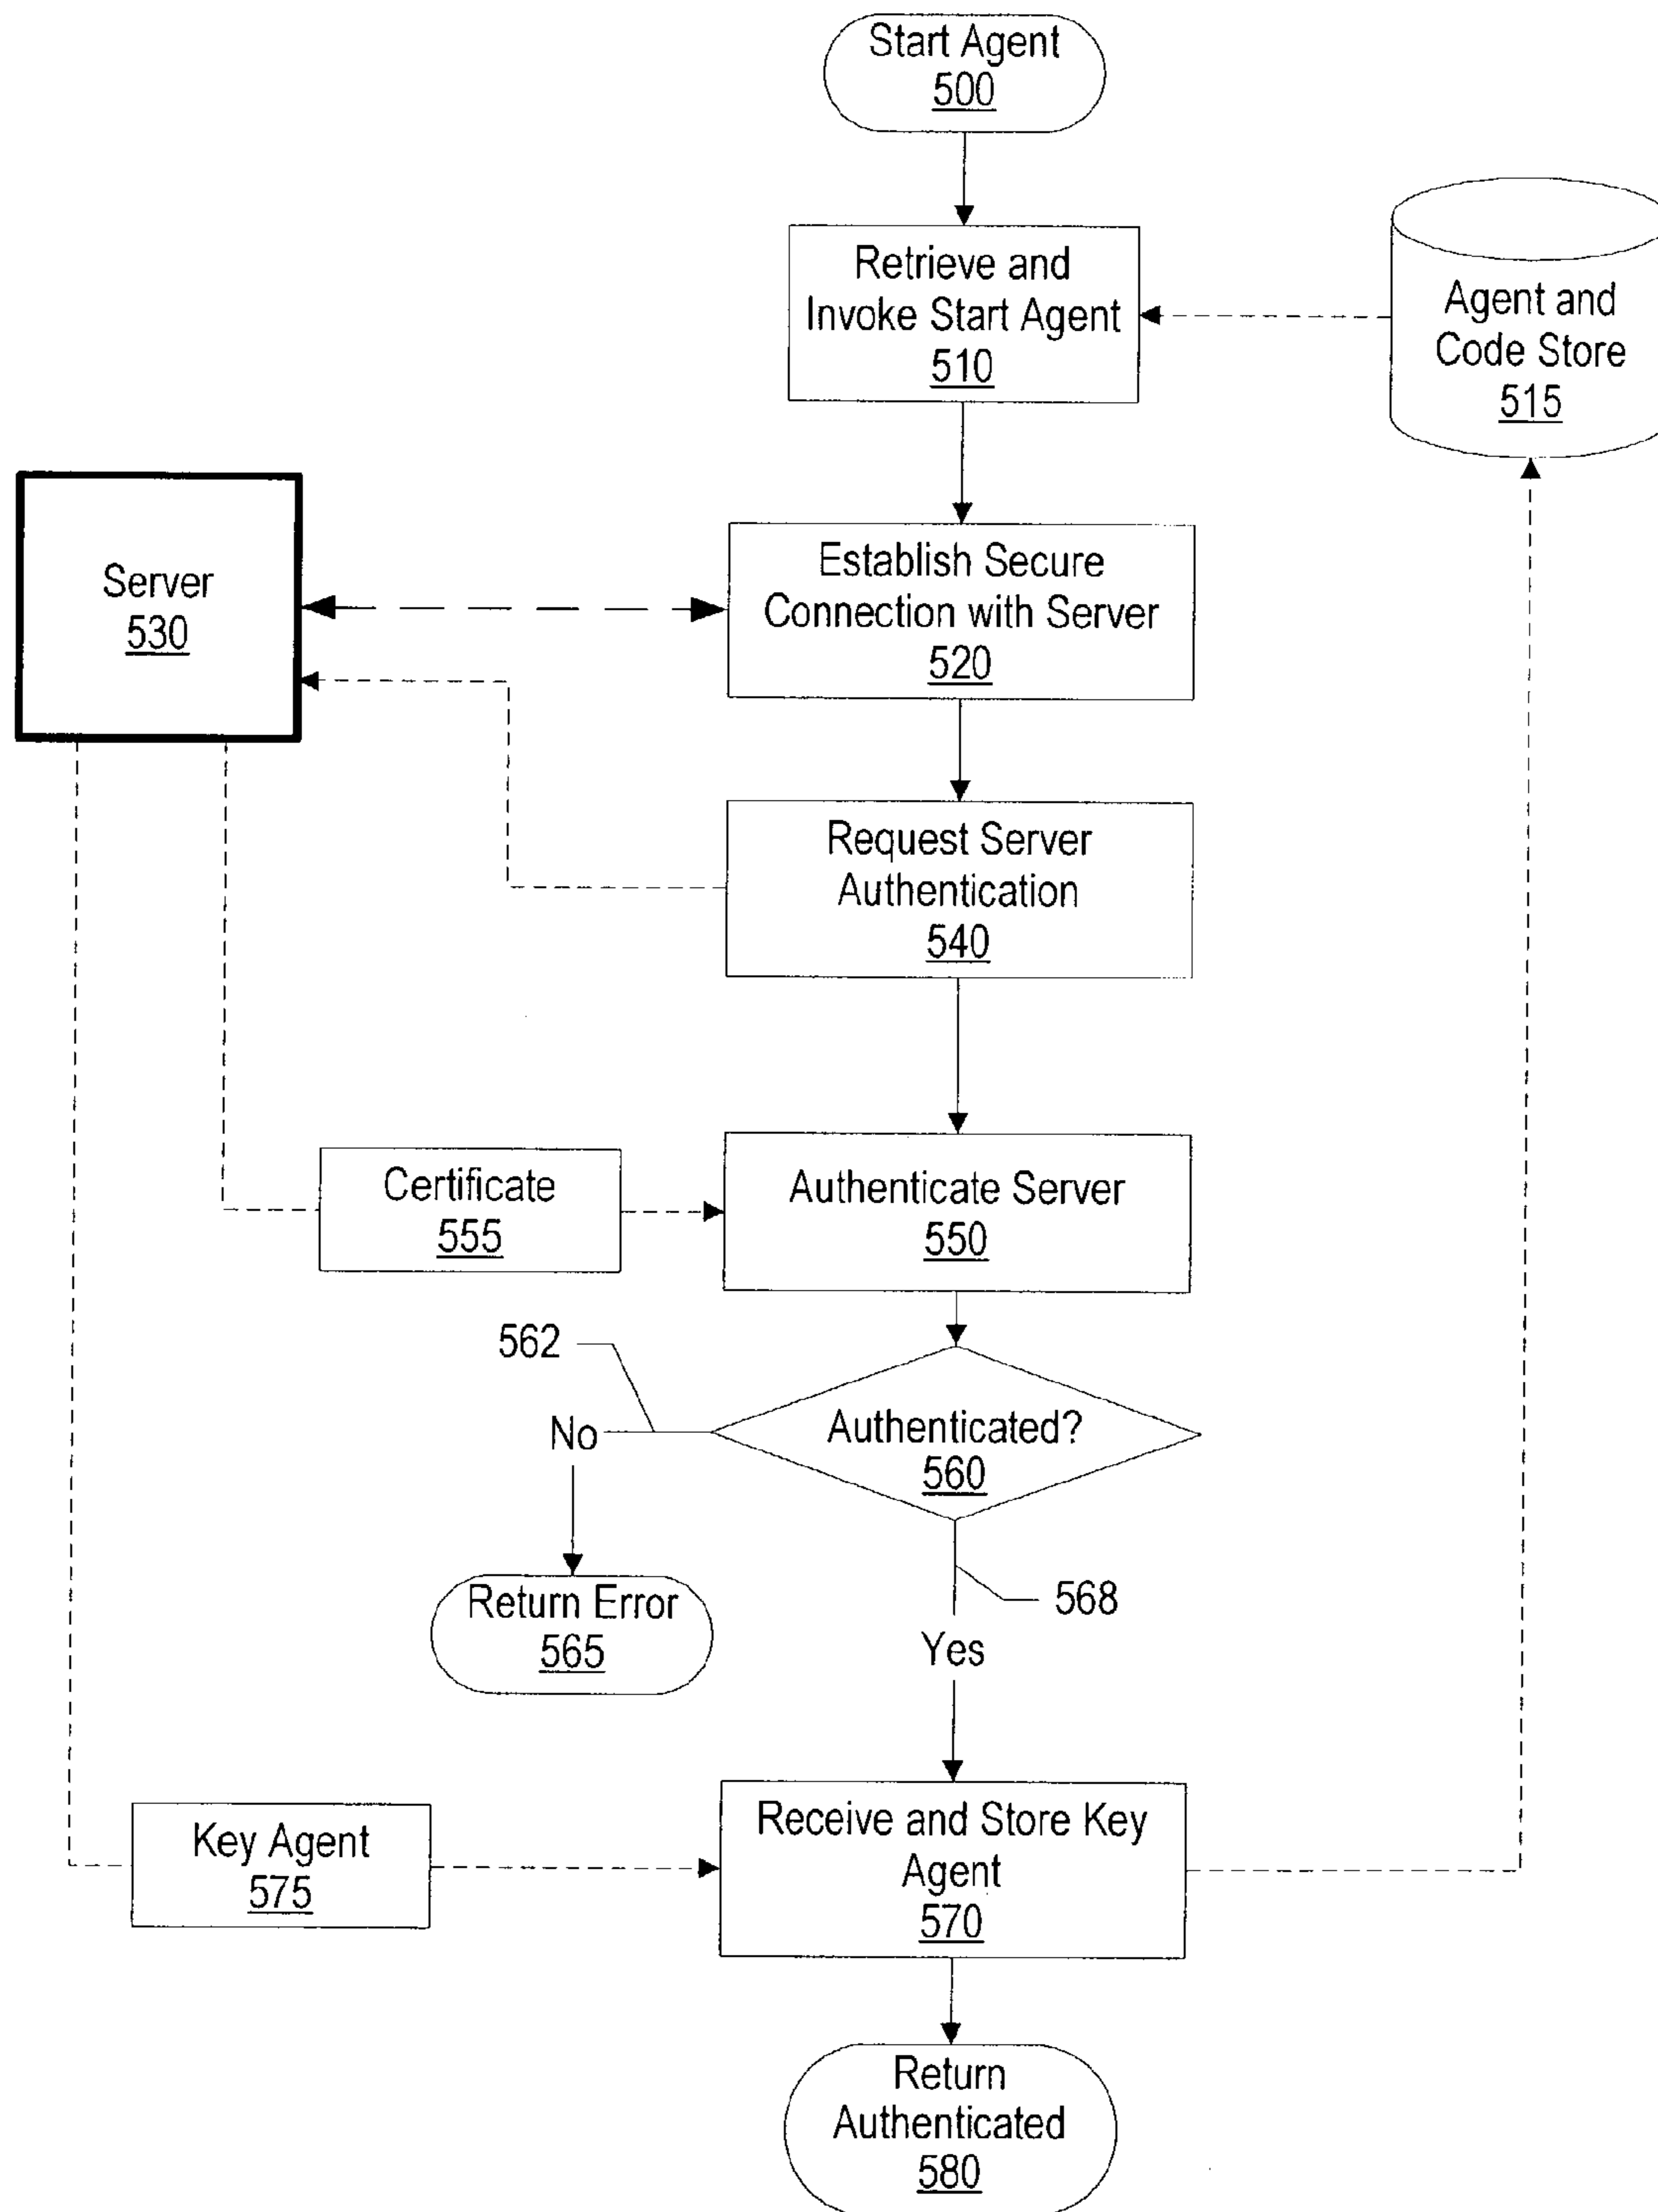 Start Agent
500
Retrieve and
Invoke Start Agent
510
Agent and
Code Store
515
Server
530
Establish Secure
Connection with Server
520
Request Server
Authentication
540
Certificate
555
Authenticate Server
550
562
No
Authenticated?
560
Return Error
565
568
Yes
Key Agent
575
Receive and Store Key
Agent
570
Return
Authenticated
580